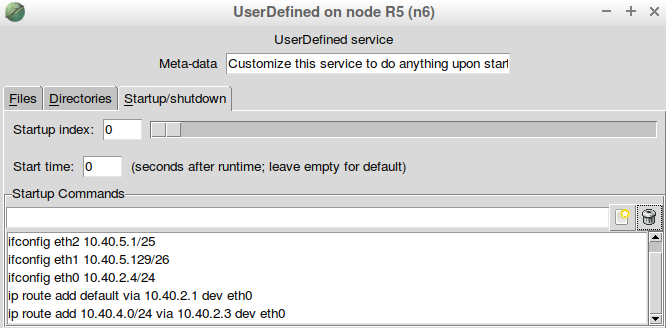 UserDefined on node R5 (n6)
UserDefined service
Meta-data Customize this service to do anything upon start
Files Directories Startup/shutdown
Startup index: 0
Start time: 0 (seconds after runtime; leave empty for default)
Startup Commands
ifconfig eth2 10.40.5.1/25
ifconfig eth1 10.40.5.129/26
ifconfig eth0 10.40.2.4/24
ip route add default via 10.40.2.1 dev eth0
ip route add 10.40.4.0/24 via 10.40.2.3 dev eth0